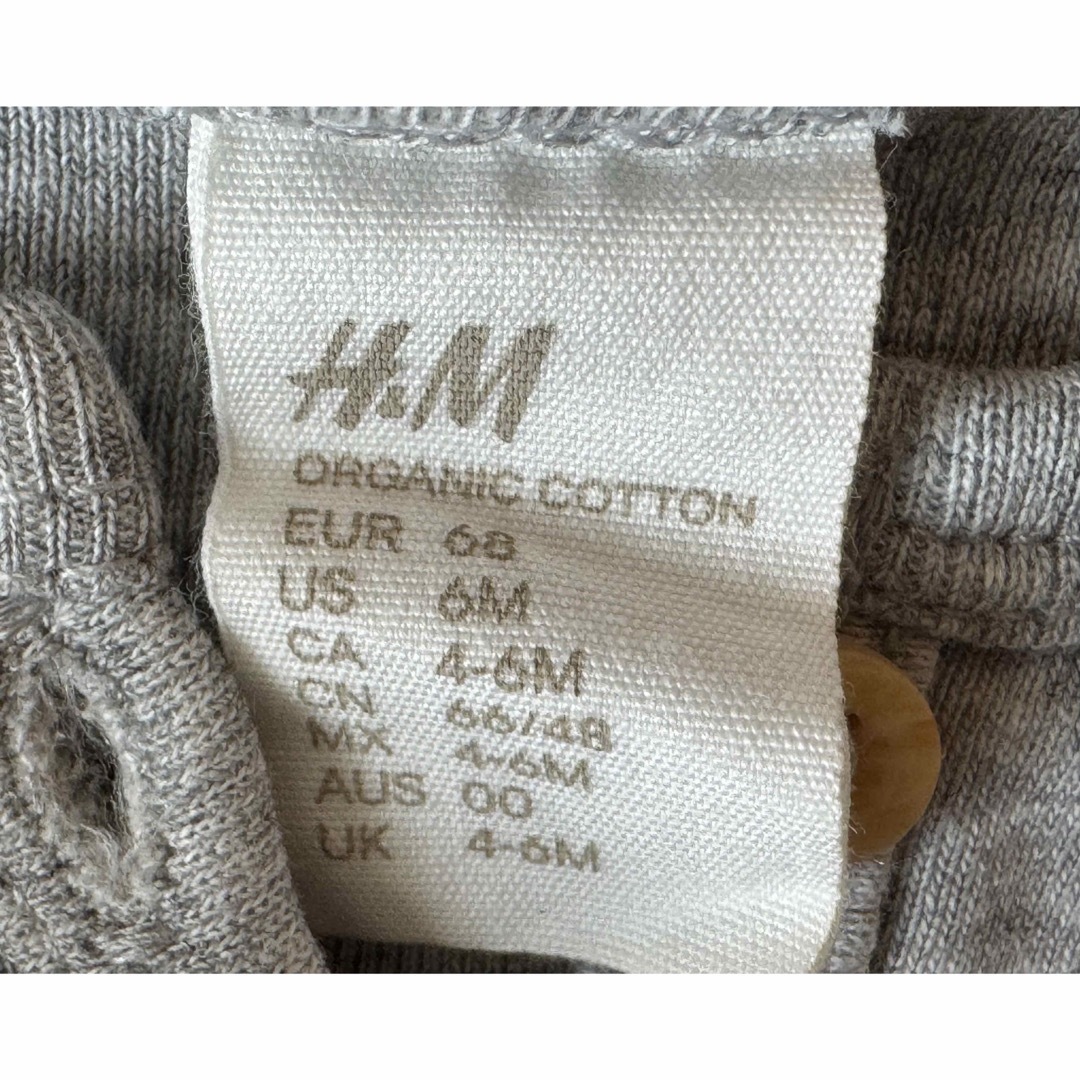 H&M
ORGANIC COTTON
EUR 68
US 6M
CA 4-6M
CN 66/48
MX 4-6M
AUS 00
UK 4-6M